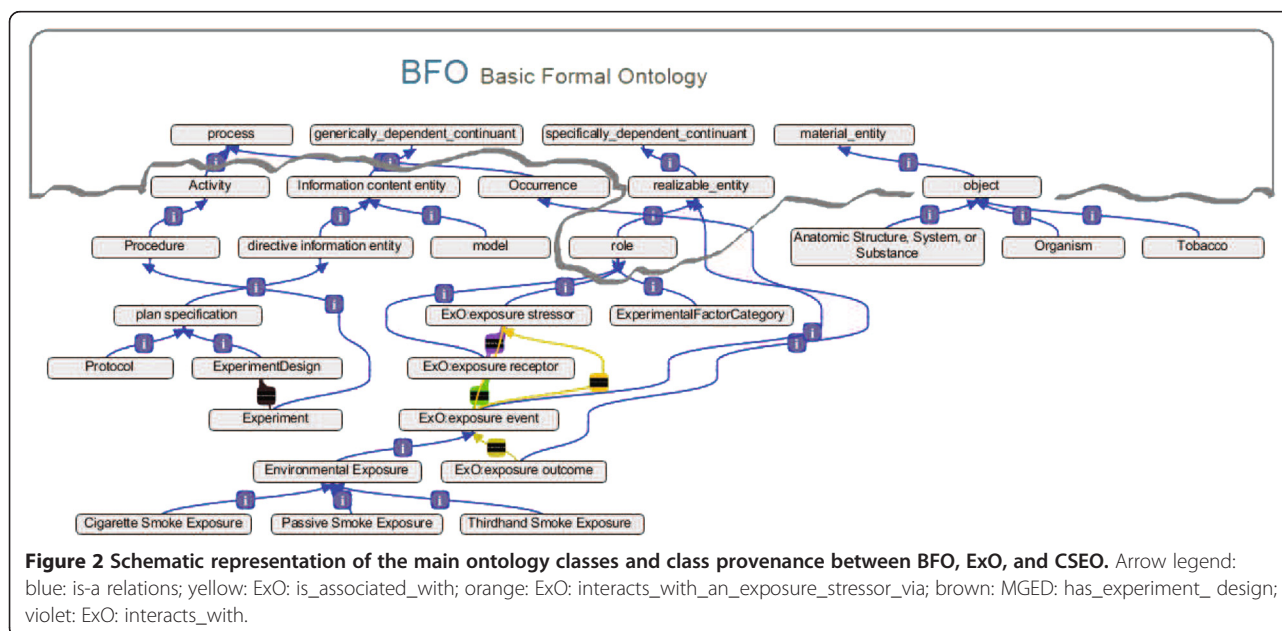 BFO Basic Formal Ontology
process generically_dependent_continuant specifically_dependent_continuant material_entity
i i i i
Activity Information content entity Occurrence realizable_entity object
i i i i i i
Procedure directive information entity model role Anatomic Structure, System, or Organism Tobacco
Substance
i i i i
plan specification ExO:exposure stressor ExperimentalFactorCategory
i i i i
Protocol ExperimentDesign ExO:exposure receptor
Experiment ExO:exposure event
i
Environmental Exposure ExO:exposure outcome
i i i
Cigarette Smoke Exposure Passive Smoke Exposure Thirdhand Smoke Exposure
Figure 2 Schematic representation of the main ontology classes and class provenance between BFO, ExO, and CSEO. Arrow legend:
blue: is-a relations; yellow: ExO: is_associated_with; orange: ExO: interacts_with_an_exposure_stressor_via; brown: MGED: has_experiment_ design;
violet: ExO: interacts_with.